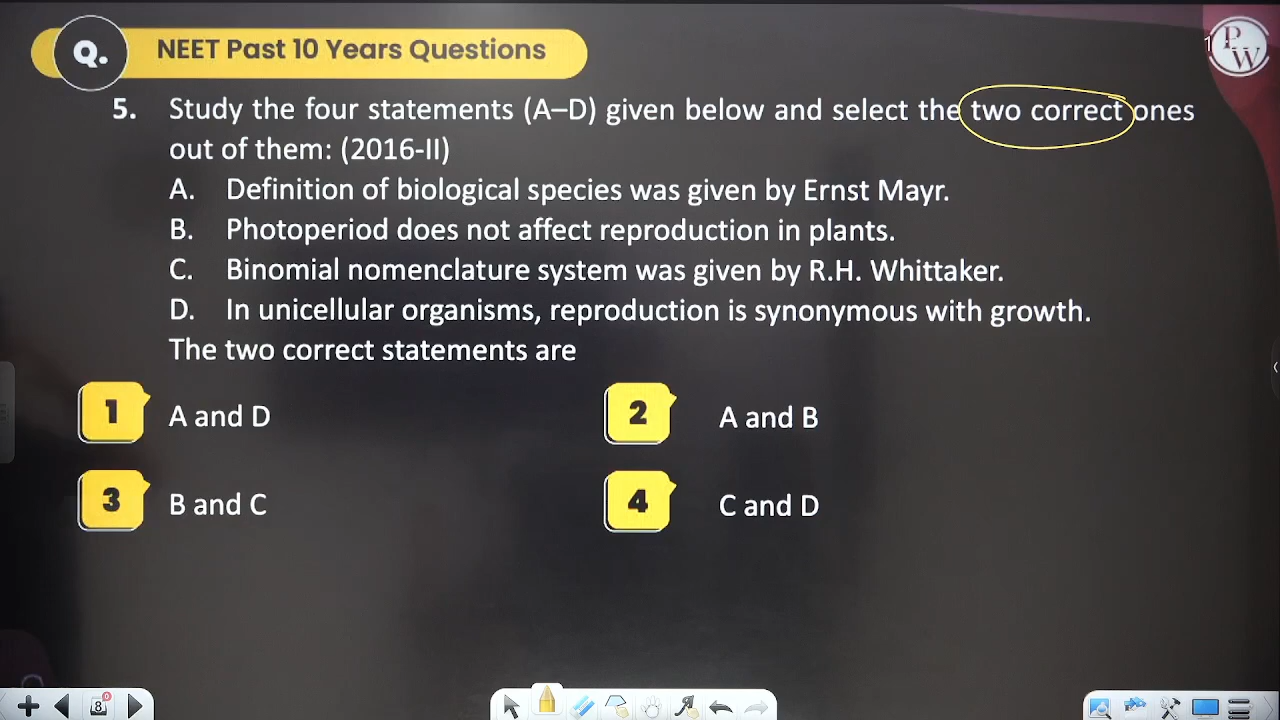 Q.
NEET Past 10 Years Questions
PW
5. Study the four statements (A–D) given below and select the two correct ones
out of them: (2016-II)
A. Definition of biological species was given by Ernst Mayr.
B. Photoperiod does not affect reproduction in plants.
C. Binomial nomenclature system was given by R.H. Whittaker.
D. In unicellular organisms, reproduction is synonymous with growth.
The two correct statements are
1 A and D
2 A and B
3 B and C
4 C and D
8
0